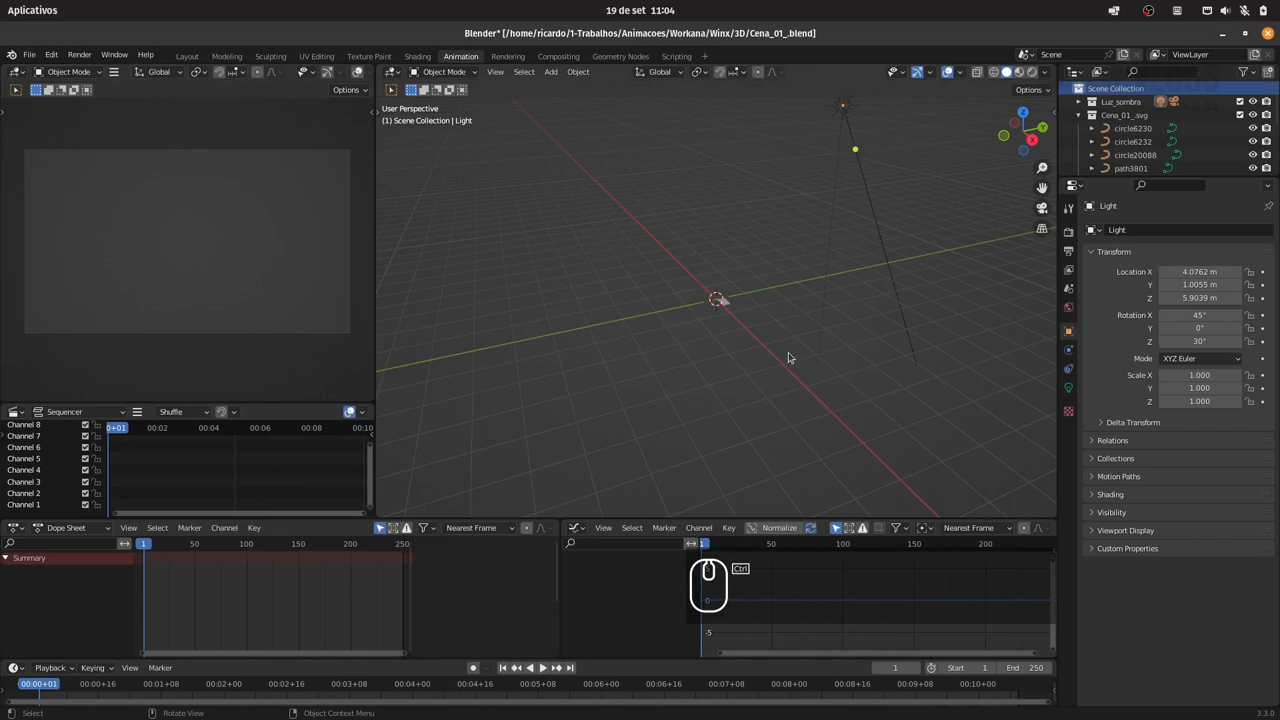 Aplicativos
19 de set 11:04
Blender* [/home/ricardo/1-Trabalhos/Animacoes/Workana/Winx/3D/Cena_01_.blend]
File Edit Render Window Help Layout Modeling Sculpting UV Editing Texture Paint Shading Animation Rendering Compositing Geometry Nodes Scripting + Scene ViewLayer
Object Mode Global Object Mode View Select Add Object Global
Options Options
User Perspective
(1) Scene Collection | Light
Z
Y
X
Scene Collection
Luz_sombra
Cena_01_.svg
circle6230
circle6232
circle20088
path3801
Light
Light
Transform
Location X 4.0762 m
Y 1.0055 m
Z 5.9039 m
Rotation X 45°
Y 0°
Z 30°
Mode XYZ Euler
Scale X 1.000
Y 1.000
Z 1.000
Delta Transform
Relations
Collections
Motion Paths
Shading
Visibility
Viewport Display
Custom Properties
Sequencer Shuffle
0+01 00:02 00:04 00:06 00:08 00:10
Channel 8
Channel 7
Channel 6
Channel 5
Channel 4
Channel 3
Channel 2
Channel 1
Dope Sheet View Select Marker Channel Key Nearest Frame
1 50 100 150 200 250
Summary
View Select Marker Channel Key Normalize Nearest Frame
1 50 100 150 200
Ctrl
5
0
-5
Playback Keying View Marker 1 Start 1 End 250
00:00+01 00:00+16 00:01+08 00:02+00 00:02+16 00:03+08 00:04+00 00:04+16 00:05+08 00:06+00 00:06+16 00:07+08 00:08+00 00:08+16 00:09+08 00:10+00
Select Rotate View Object Context Menu 3.3.0